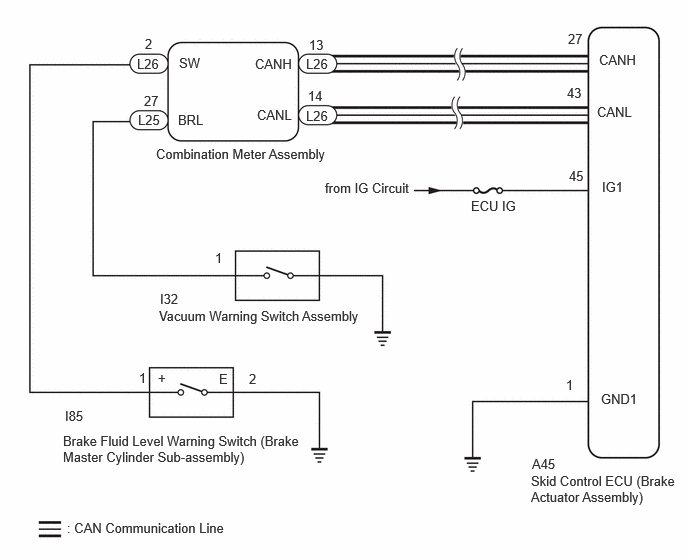 2
L26
SW
27
L25
BRL
CANH
13
L26
CANL
14
L26
Combination Meter Assembly
27
CANH
43
CANL
from IG Circuit
ECU IG
45
IG1
1
I32
Vacuum Warning Switch Assembly
1
+
E
2
I85
Brake Fluid Level Warning Switch (Brake
Master Cylinder Sub-assembly)
1
GND1
A45
Skid Control ECU (Brake
Actuator Assembly)
: CAN Communication Line